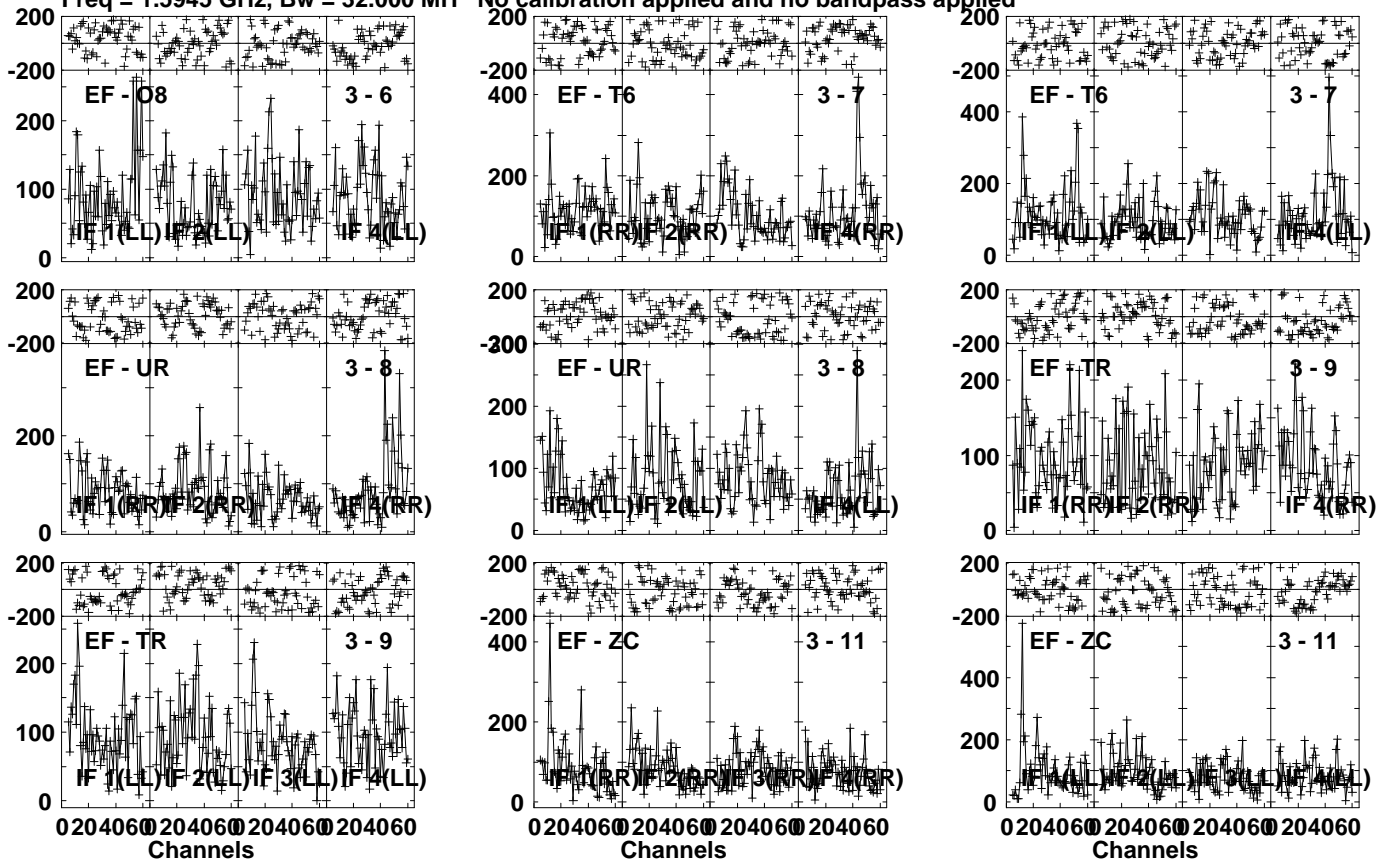 Freq = 1.5945 GHz, Bw = 32.000 MH No calibration applied and no bandpass applied
200 200 200
-200 -200 -200
EF - O8 3 - 6 EF - T6 3 - 7 EF - T6 3 - 7
200 400 400
100 200 200
0 0 0
IF 1(LL) IF 2(LL) IF 4(LL) IF 1(RR) IF 2(RR) IF 4(RR) IF 1(LL) IF 2(LL) IF 4(LL)
200 200 200
-200 -200 300 -200
EF - UR 3 - 8 EF - UR 3 - 8 EF - TR 3 - 9
200 200 200
100 100
0 0 0
IF 1(RR) IF 2(RR) IF 4(RR) IF 1(LL) IF 2(LL) IF 4(LL) IF 1(RR) IF 2(RR) IF 4(RR)
200 200 200
-200 -200 -200
EF - TR 3 - 9 EF - ZC 3 - 11 EF - ZC 3 - 11
200 400 400
100 200 200
0 0 0
IF 1(LL) IF 2(LL) IF 3(LL) IF 4(LL) IF 1(RR) IF 2(RR) IF 3(RR) IF 4(RR) IF 1(LL) IF 2(LL) IF 3(LL) IF 4(LL)
0 20 40 60 0 20 40 60 0 20 40 60 0 20 40 60 0 20 40 60 0 20 40 60 0 20 40 60 0 20 40 60 0 20 40 60 0 20 40 60 0 20 40 60 0 20 40 60
Channels Channels Channels